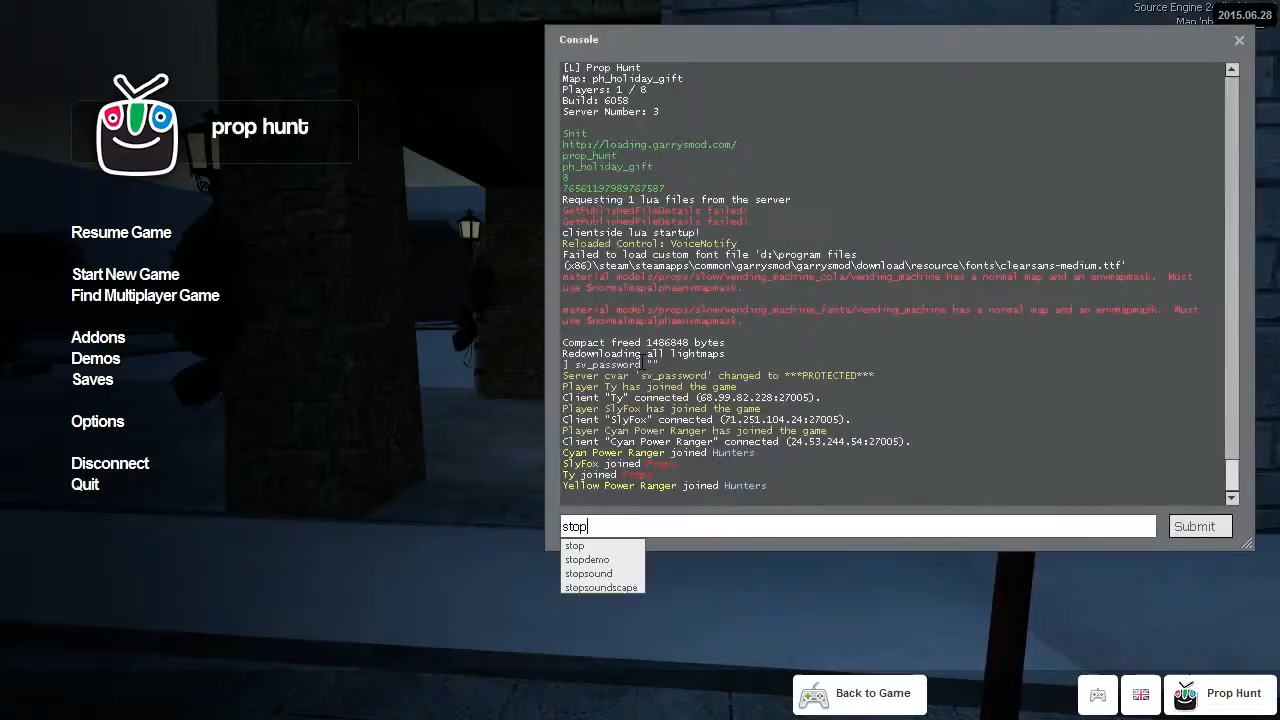 Source Engine 2
2015.06.28
Map 'ph
Console
[L] Prop Hunt
Map: ph_holiday_gift
Players: 1 / 8
Build: 6058
Server Number: 3
Shit
http://loading.garrysmod.com/
prop_hunt
ph_holiday_gift
8
76561197989767587
Requesting 1 lua files from the server
GetPublishedFileDetails failed!
GetPublishedFileDetails failed!
clientside lua startup!
Reloaded Control: VoiceNotify
Failed to load custom font file 'd:\program files
(x86)\steam\steamapps\common\garrysmod\garrysmod\download\resource\fonts\clearsans-medium.ttf'
material models/props/slow/vending_machine_cola/vending_machine has a normal map and an envmapmask.  Must
use $normalmapalphaenvmapmask.
material models/props/slow/vending_machine_fanta/vending_machine has a normal map and an envmapmask.  Must
use $normalmapalphaenvmapmask.
Compact freed 1486848 bytes
Redownloading all lightmaps
] sv_password ""
Server cvar 'sv_password' changed to ***PROTECTED***
Player Ty has joined the game
Client "Ty" connected (68.99.82.228:27005).
Player SlyFox has joined the game
Client "SlyFox" connected (71.251.104.24:27005).
Player Cyan Power Ranger has joined the game
Client "Cyan Power Ranger" connected (24.53.244.54:27005).
Cyan Power Ranger joined Hunters
SlyFox joined Props
Ty joined Props
Yellow Power Ranger joined Hunters
stop
Submit
stop
stopdemo
stopsound
stopsoundscape
prop hunt
Resume Game
Start New Game
Find Multiplayer Game
Addons
Demos
Saves
Options
Disconnect
Quit
Back to Game
Prop Hunt